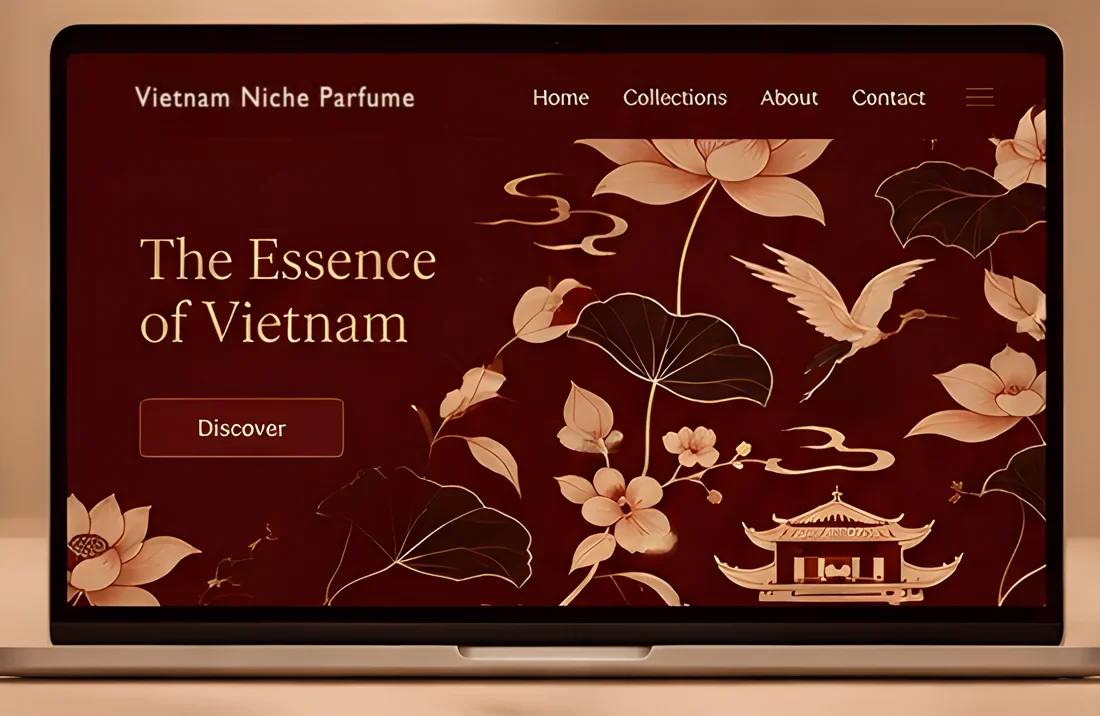 Vietnam Niche Parfume
Home
Collections
About
Contact
The Essence
of Vietnam
Discover